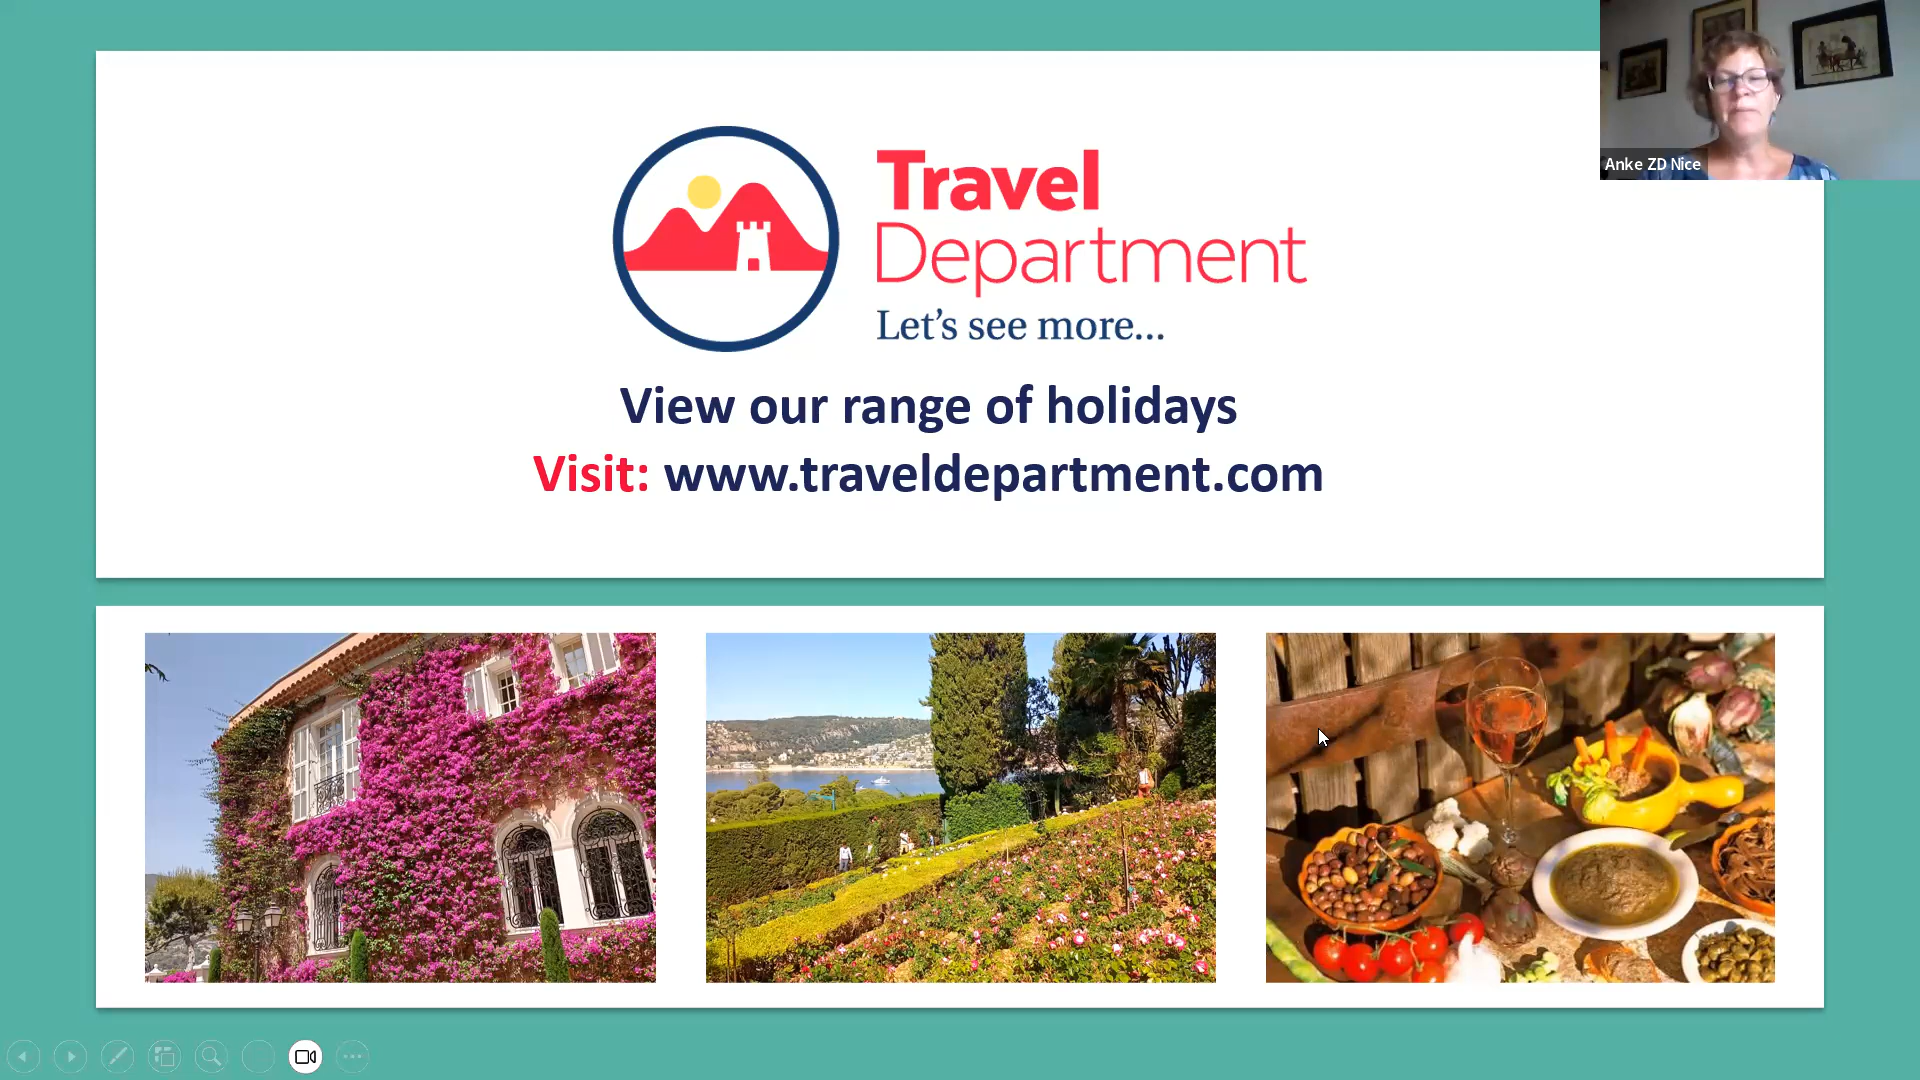 Travel
Department
Let's see more...
View our range of holidays
Visit: www.traveldepartment.com
Anke ZD Nice